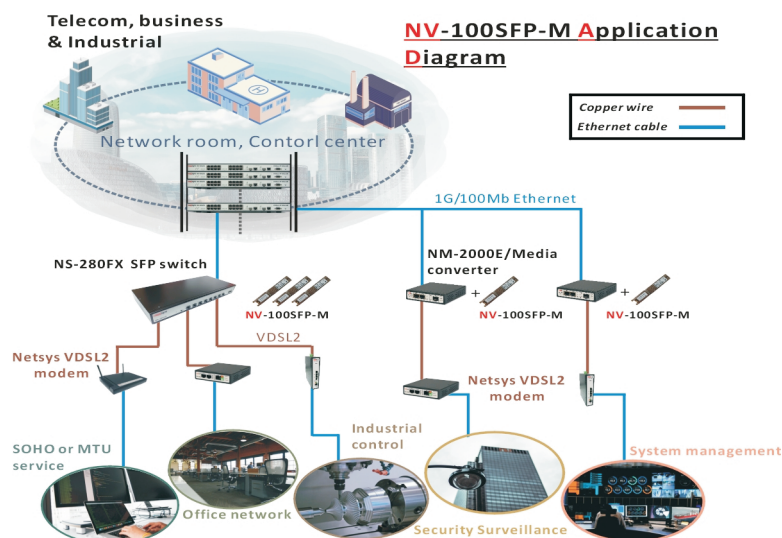 Telecom, business
& Industrial
NV-100SFP-M Application
Diagram
Copper wire
Ethernet cable
Network room, Contorl center
1G/100Mb Ethernet
NS-280FX SFP switch
NM-2000E/Media
converter
+
+
NV-100SFP-M
NV-100SFP-M
NV-100SFP-M
VDSL2
Netsys VDSL2
modem
Netsys VDSL2
modem
SOHO or MTU
service
Office network
Industrial
control
Security Surveillance
System management
H